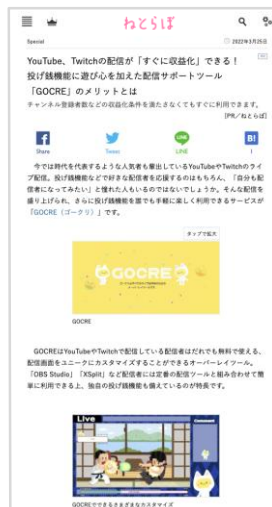 ねとらぼ
Special
2022年3月25日
YouTube、Twitchの配信が「すぐに収益化」できる！
投げ銭機能に遊び心を加えた配信サポートツール
「GOCRE」のメリットとは
チャンネル登録者数などの収益化条件を満たさなくてもすぐに利用できます。
[PR／ねとらぼ]
Share
Tweet
LINE
B!
1
今では時代を代表するような人気者も輩出しているYouTubeやTwitchのライ
ブ配信。投げ銭機能などで好きな配信者を応援するのはもちろん、「自分も配
信者になってみたい」と憧れた人もいるのではないでしょうか。そんな配信を
盛り上げられ、さらに投げ銭機能を誰でも手軽に楽しく利用できるサービスが
「GOCRE（ゴークリ）」です。
タップで拡大
GOCRE
GOCRE
GOCREはYouTubeやTwitchで配信している配信者はだれでも無料で使える、
配信画面をユニークにカスタマイズすることができるオーバーレイツール。
「OBS Studio」「XSplit」など配信者には定番の配信ツールと組み合わせて簡
単に利用できる上、独自の投げ銭機能も備えているのが特長です。
Live
Comment
GOCREでできるさまざまなカスタマイズ